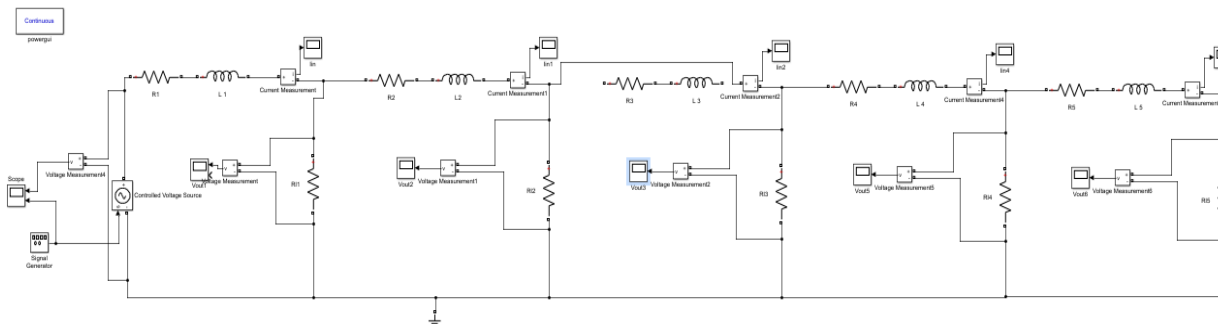 Continuous
powergui
Iin
Iin1
Iin2
Iin4
R1
L 1
Current Measurement
R2
L2
Current Measurement1
R3
L 3
Current Measurement2
R4
L 4
Current Measurement4
R5
L 5
Current Measurement
Scope
Voltage Measurement4
Vout1
Voltage Measurement
Rl1
Vout2
Voltage Measurement1
Rl2
Vout3
Voltage Measurement2
Rl3
Vout5
Voltage Measurement5
Rl4
Vout6
Voltage Measurement6
Rl5
Controlled Voltage Source
Signal
Generator